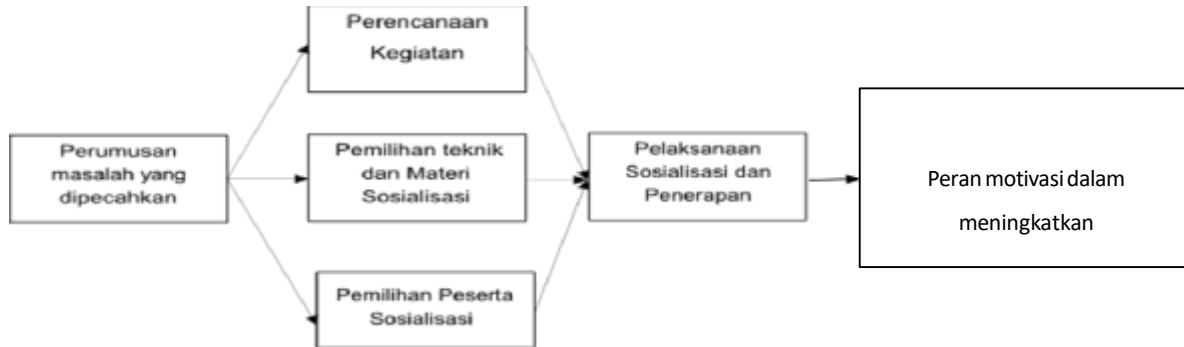 Perumusan
masalah yang
dipecahkan
Perencanaan
Kegiatan
Pemilihan teknik
dan Materi
Sosialisasi
Pemilihan Peserta
Sosialisasi
Pelaksanaan
Sosialisasi dan
Penerapan
Peran motivasi dalam
meningkatkan